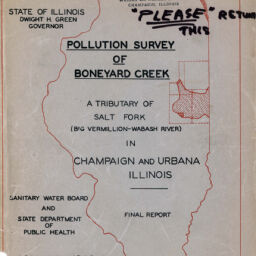 CHAMPAIGN, ILLINOIS
"PLEASE" RETURN
THIS
STATE OF ILLINOIS
DWIGHT H. GREEN
GOVERNOR
POLLUTION SURVEY
OF
BONEYARD CREEK
A TRIBUTARY OF
SALT FORK
(BIG VERMILLION-WABASH RIVER)
IN
CHAMPAIGN AND URBANA
ILLINOIS
SANITARY WATER BOARD
AND
STATE DEPARTMENT
OF
PUBLIC HEALTH
FINAL REPORT